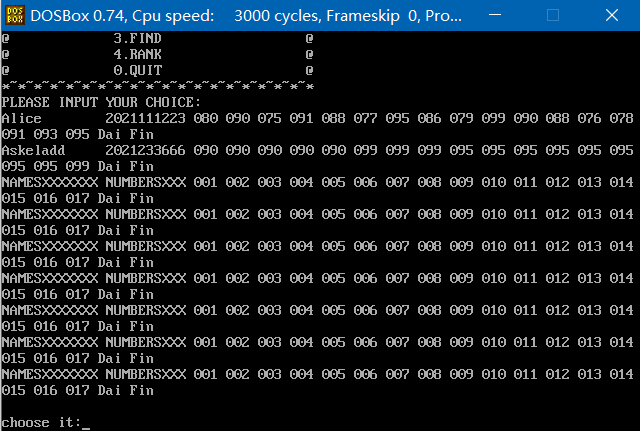 DOSBox 0.74, Cpu speed: 3000 cycles, Frameskip 0, Pro...
@ 3.FIND @
@ 4.RANK @
@ 0.QUIT @
*~*~*~*~*~*~*~*~*~*~*~*~*~*~*~*~*~*~*~*
PLEASE INPUT YOUR CHOICE:
Alice 2021111223 080 090 075 091 088 077 095 086 079 099 090 088 076 078
091 093 095 Dai Fin
Askeladd 2021233666 090 090 090 090 090 099 099 099 095 095 095 095 095 095
095 095 099 Dai Fin
NAMESXXXXXXX NUMBERSXXX 001 002 003 004 005 006 007 008 009 010 011 012 013 014
015 016 017 Dai Fin
NAMESXXXXXXX NUMBERSXXX 001 002 003 004 005 006 007 008 009 010 011 012 013 014
015 016 017 Dai Fin
NAMESXXXXXXX NUMBERSXXX 001 002 003 004 005 006 007 008 009 010 011 012 013 014
015 016 017 Dai Fin
NAMESXXXXXXX NUMBERSXXX 001 002 003 004 005 006 007 008 009 010 011 012 013 014
015 016 017 Dai Fin
NAMESXXXXXXX NUMBERSXXX 001 002 003 004 005 006 007 008 009 010 011 012 013 014
015 016 017 Dai Fin
NAMESXXXXXXX NUMBERSXXX 001 002 003 004 005 006 007 008 009 010 011 012 013 014
015 016 017 Dai Fin
NAMESXXXXXXX NUMBERSXXX 001 002 003 004 005 006 007 008 009 010 011 012 013 014
015 016 017 Dai Fin
choose it:_